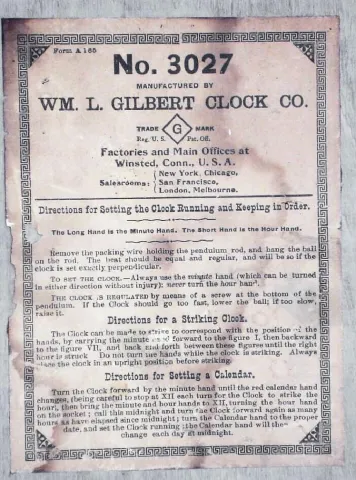 Form A 165
No. 3027
MANUFACTURED BY
WM. L. GILBERT CLOCK CO.
TRADE G MARK
Reg. U. S. Pat. Off.
Factories and Main Offices at
Winsted, Conn., U. S. A.
Salesrooms: { New York, Chicago,
San Francisco,
London, Melbourne.
Directions for Setting the Clock Running and Keeping in Order.
The Long Hand is the Minute Hand. The Short Hand is the Hour Hand.
Remove the packing wire holding the pendulum rod, and hang the ball
on the rod. The beat should be equal and regular, and will be so if the
clock is set exactly perpendicular.
TO SET THE CLOCK.—Always use the minute hand (which can be turned
in either direction without injury): never turn the hour hand.
THE CLOCK IS REGULATED by means of a screw at bottom of the
pendulum. If the Clock should go too fast, lower the ball; if too slow,
raise it.
Directions for a Striking Clock.
The Clock can be made to strike to correspond with the position of the
hands, by carrying the minute hand forward to the figure I, then backward
to the figure VII, and back and forth between these figures until the right
hour is struck. Do not turn hands while the clock is striking. Always
place the clock in an upright position before striking.
Directions for Setting a Calendar.
Turn the Clock forward by the minute hand until the red calendar hand
changes, (being careful to stop at XII each turn for the Clock to strike the
hour, then bring the minute and hour hands to XII, turning the hour hand
on the socket; call this midnight and turn the Clock forward again as many
hours as have elapsed since midnight; turn the Calendar hand to the proper
date, and set the Clock running; the Calendar hand will then
change each day at midnight.